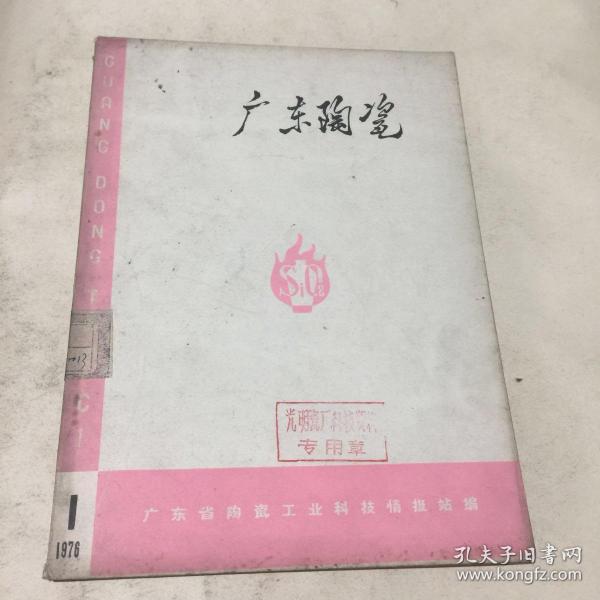 广东陶瓷
GUANG DONG T
CI
SiO2
光明瓷厂科技资料
专用章
广东省陶瓷工业科技情报站编
1
1976
孔夫子旧书网
www.kongfz.com